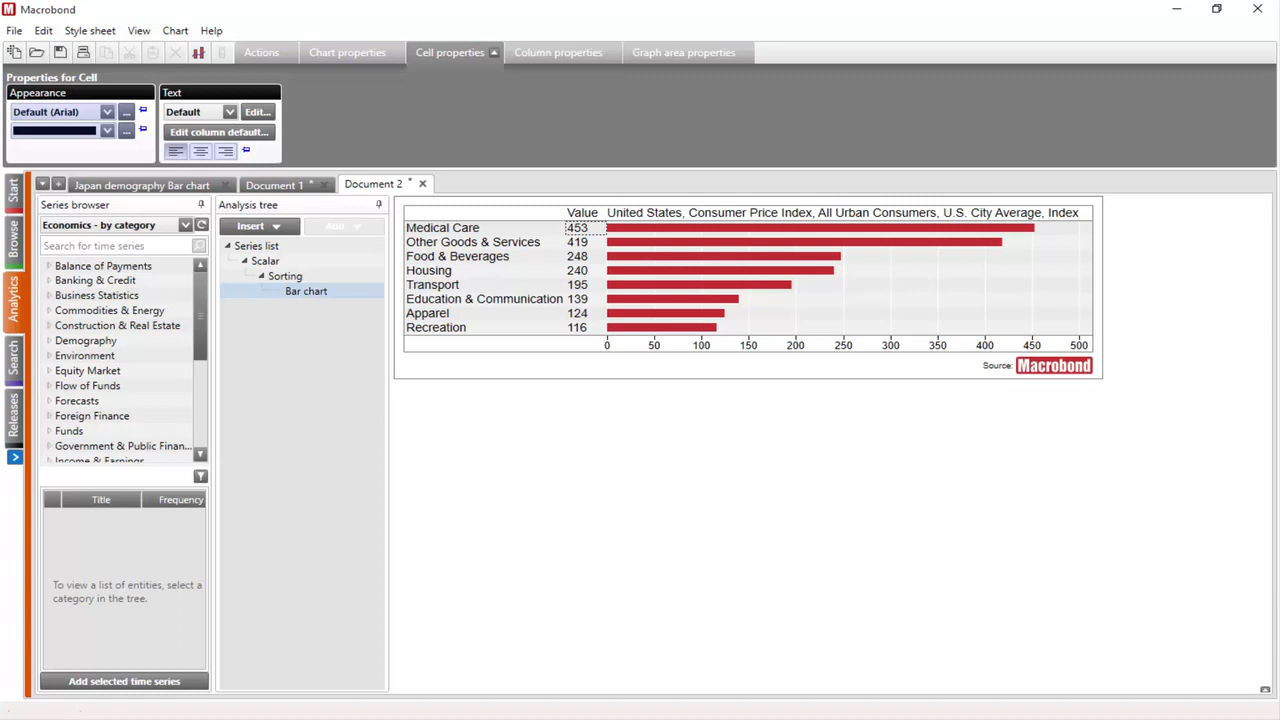 Macrobond
File Edit Style sheet View Chart Help
Actions Chart properties Cell properties Column properties Graph area properties
Properties for Cell
Appearance Text
Default (Arial) ... Default Edit...
...
Edit column default...
Start
Browse
Analytics
Search
Releases
Japan demography Bar chart Document 1 * Document 2 *
Series browser
Economics - by category
Search for time series
Balance of Payments
Banking & Credit
Business Statistics
Commodities & Energy
Construction & Real Estate
Demography
Environment
Equity Market
Flow of Funds
Forecasts
Foreign Finance
Funds
Government & Public Finan...
Income & Earnings
Title Frequency
To view a list of entities, select a
category in the tree.
Add selected time series
Analysis tree
Insert Add
Series list
Scalar
Sorting
Bar chart
Value United States, Consumer Price Index, All Urban Consumers, U.S. City Average, Index
Medical Care 453
Other Goods & Services 419
Food & Beverages 248
Housing 240
Transport 195
Education & Communication 139
Apparel 124
Recreation 116
0 50 100 150 200 250 300 350 400 450 500
Source: Macrobond